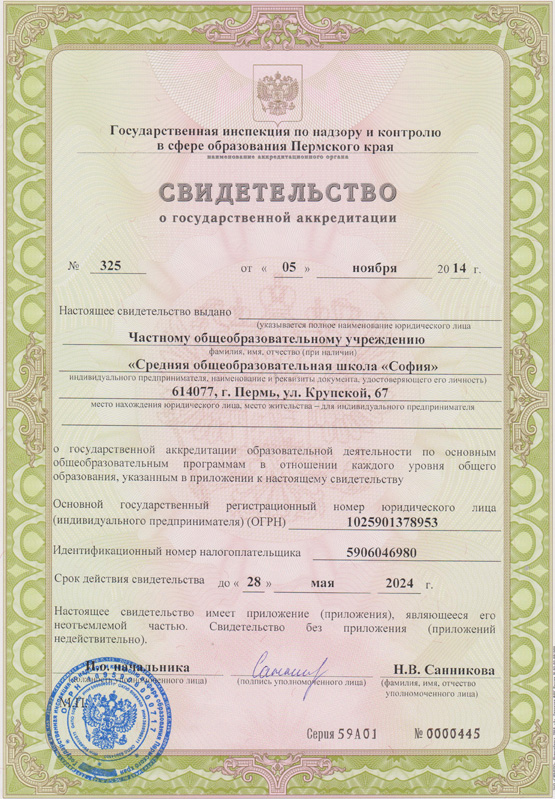 Государственная инспекция по надзору и контролю
в сфере образования Пермского края
наименование аккредитационного органа
СВИДЕТЕЛЬСТВО
о государственной аккредитации
№ 325 от « 05 » ноября 2014 г.
Настоящее свидетельство выдано
(указывается полное наименование юридического лица
Частному общеобразовательному учреждению
фамилия, имя, отчество (при наличии)
«Средняя общеобразовательная школа «София»
индивидуального предпринимателя, наименование и реквизиты документа, удостоверяющего его личность)
614077, г. Пермь, ул. Крупской, 67
место нахождения юридического лица, место жительства – для индивидуального предпринимателя
о государственной аккредитации образовательной деятельности по основным
общеобразовательным программам в отношении каждого уровня общего
образования, указанным в приложении к настоящему свидетельству
Основной государственный регистрационный номер юридического лица
(индивидуального предпринимателя) (ОГРН) 1025901378953
Идентификационный номер налогоплательщика 5906046980
Срок действия свидетельства до « 28 » мая 2024 г.
Настоящее свидетельство имеет приложение (приложения), являющееся его
неотъемлемой частью. Свидетельство без приложения (приложений)
недействительно).
И.о. начальника Н.В. Санникова
(должность уполномоченного лица) (подпись уполномоченного лица) (фамилия, имя, отчество
уполномоченного лица)
М.П.
Серия 59А01 № 0000445